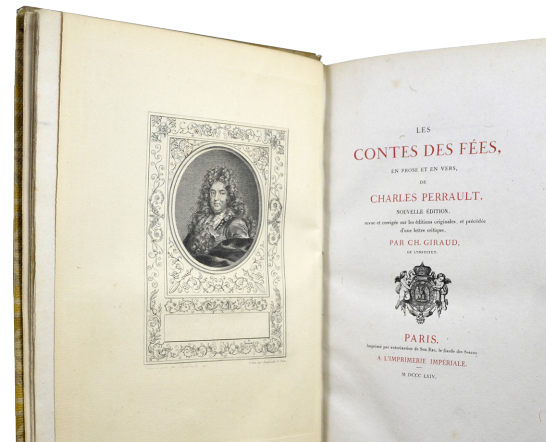 LES
CONTES DES FÉES,
EN PROSE ET EN VERS,
DE
CHARLES PERRAULT.
NOUVELLE ÉDITION,
revue et corrigée sur les éditions originales, et précédée
d'une lettre critique,
PAR CH. GIRAUD,
DE L'INSTITUT.
PARIS.
Imprimé par autorisation de Son Exc. le Garde des Sceaux
A L'IMPRIMERIE IMPÉRIALE.
M DCCC LXIV.